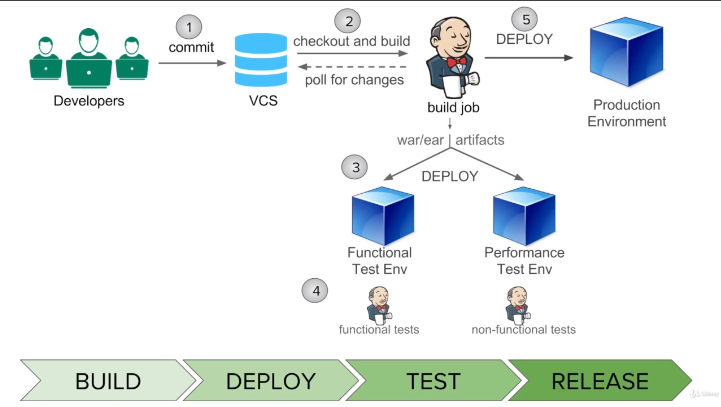 1
commit
Developers
VCS
2
checkout and build
poll for changes
build job
5
DEPLOY
Production
Environment
war/ear artifacts
3
DEPLOY
Functional
Test Env
Performance
Test Env
4
functional tests
non-functional tests
BUILD
DEPLOY
TEST
RELEASE